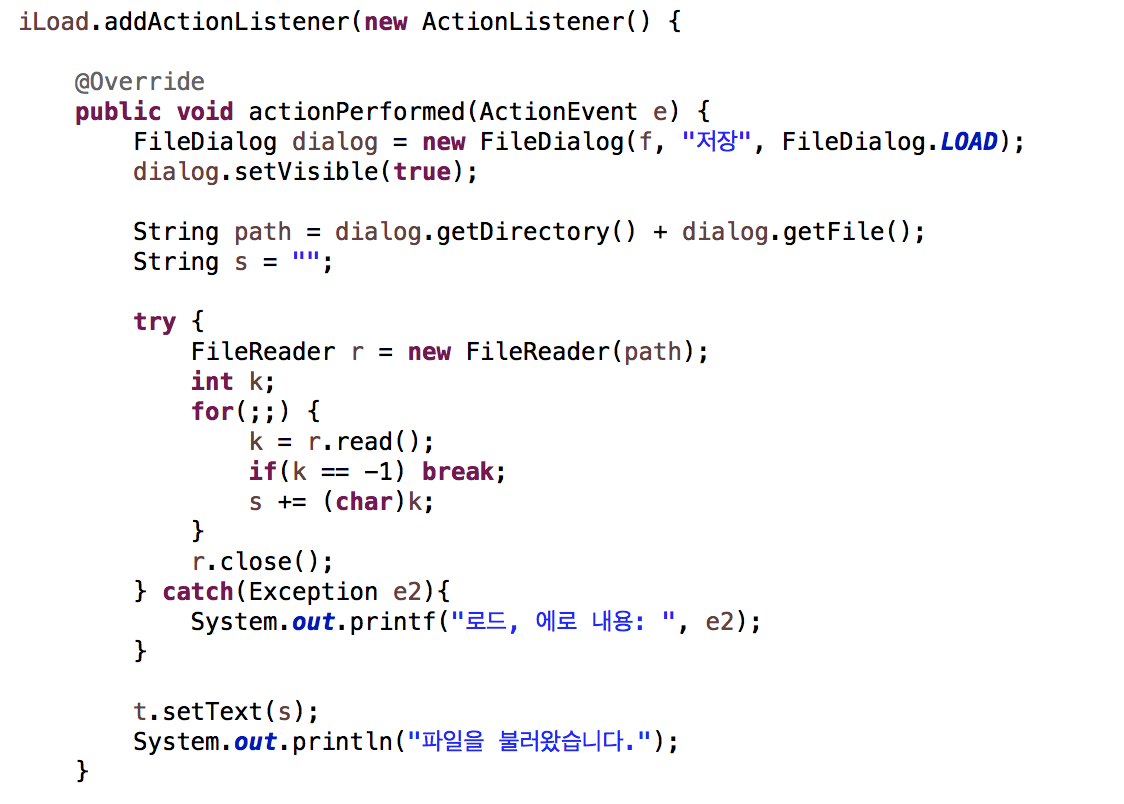 iLoad.addActionListener(new ActionListener() {
@Override
public void actionPerformed(ActionEvent e) {
FileDialog dialog = new FileDialog(f, "저장", FileDialog.LOAD);
dialog.setVisible(true);
String path = dialog.getDirectory() + dialog.getFile();
String s = "";
try {
FileReader r = new FileReader(path);
int k;
for(;;) {
k = r.read();
if(k == -1) break;
s += (char)k;
}
r.close();
} catch(Exception e2){
System.out.printf("로드, 에로 내용: ", e2);
}
t.setText(s);
System.out.println("파일을 불러왔습니다.");
}